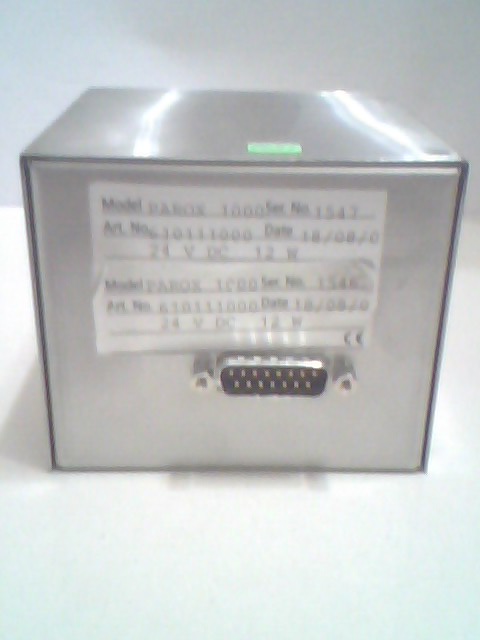 Model PAROX 1000 Ser. No. 1547
Art. No. 610111000 Date 18/08/0
24 V DC 12 W
Model PAROX 1000 Ser. No. 1546
Art. No. 610111000 Date 18/08/0
24 V DC 12 W
CE